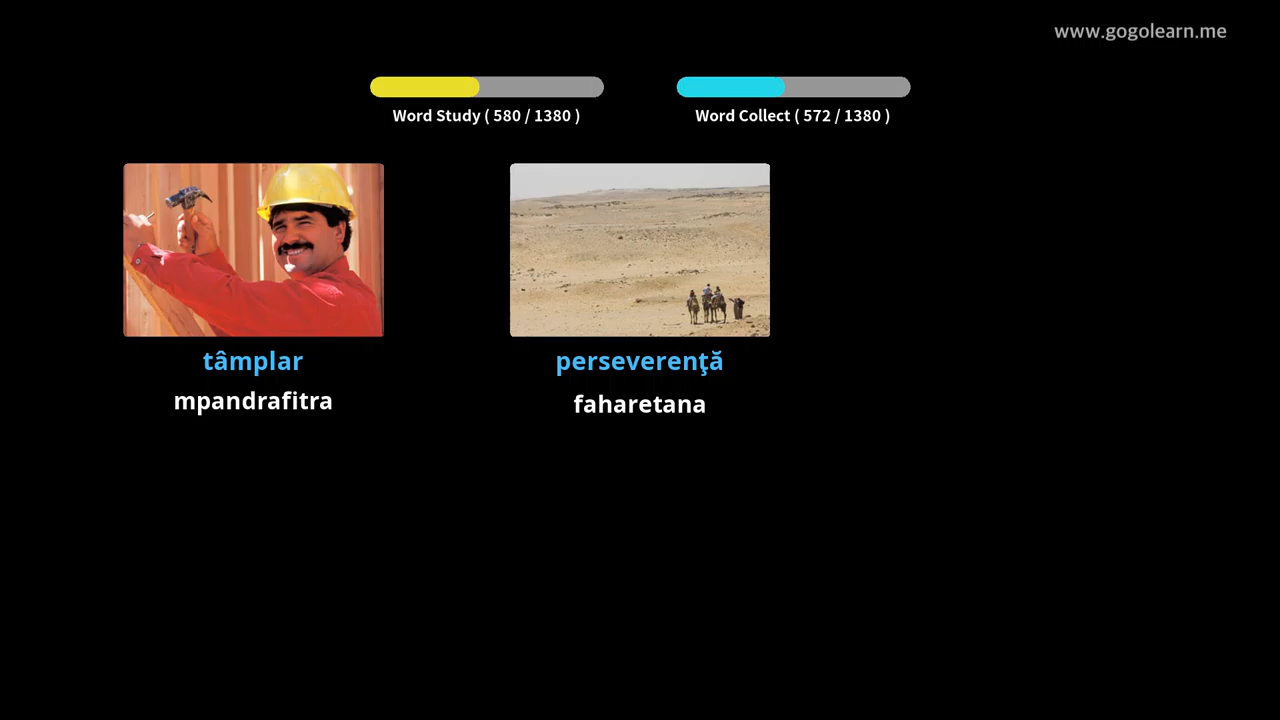 www.gogolearn.me
Word Study ( 580 / 1380 )
Word Collect ( 572 / 1380 )
tâmplar
mpandrafitra
perseverenţă
faharetana